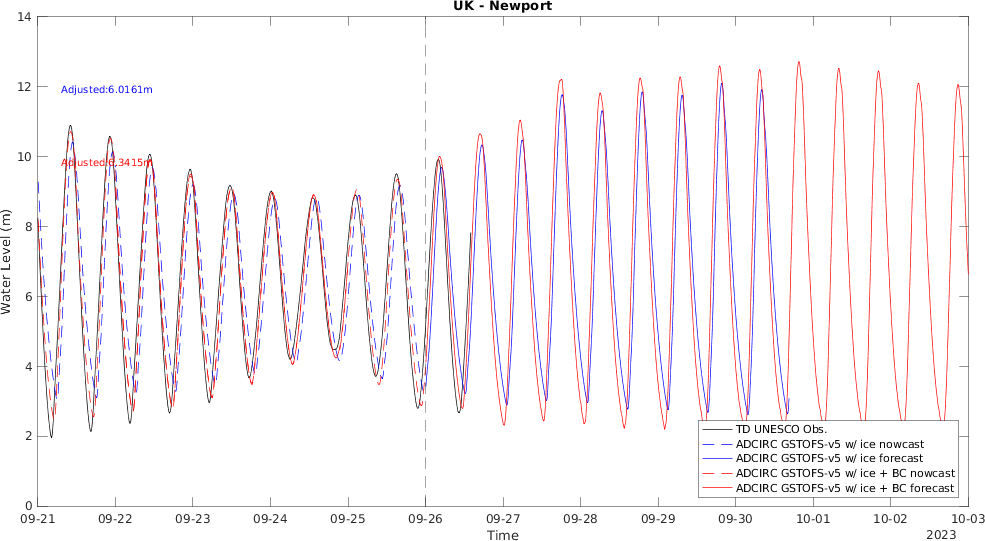 UK - Newport
14
12
10
8
6
4
2
0
Water Level (m)
Adjusted:6.0161m
Adjusted:6.3415m
TD UNESCO Obs.
ADCIRC GSTOFS-v5 w/ ice nowcast
ADCIRC GSTOFS-v5 w/ ice forecast
ADCIRC GSTOFS-v5 w/ ice + BC nowcast
ADCIRC GSTOFS-v5 w/ ice + BC forecast
09-21 09-22 09-23 09-24 09-25 09-26 09-27 09-28 09-29 09-30 10-01 10-02 10-03
Time
2023